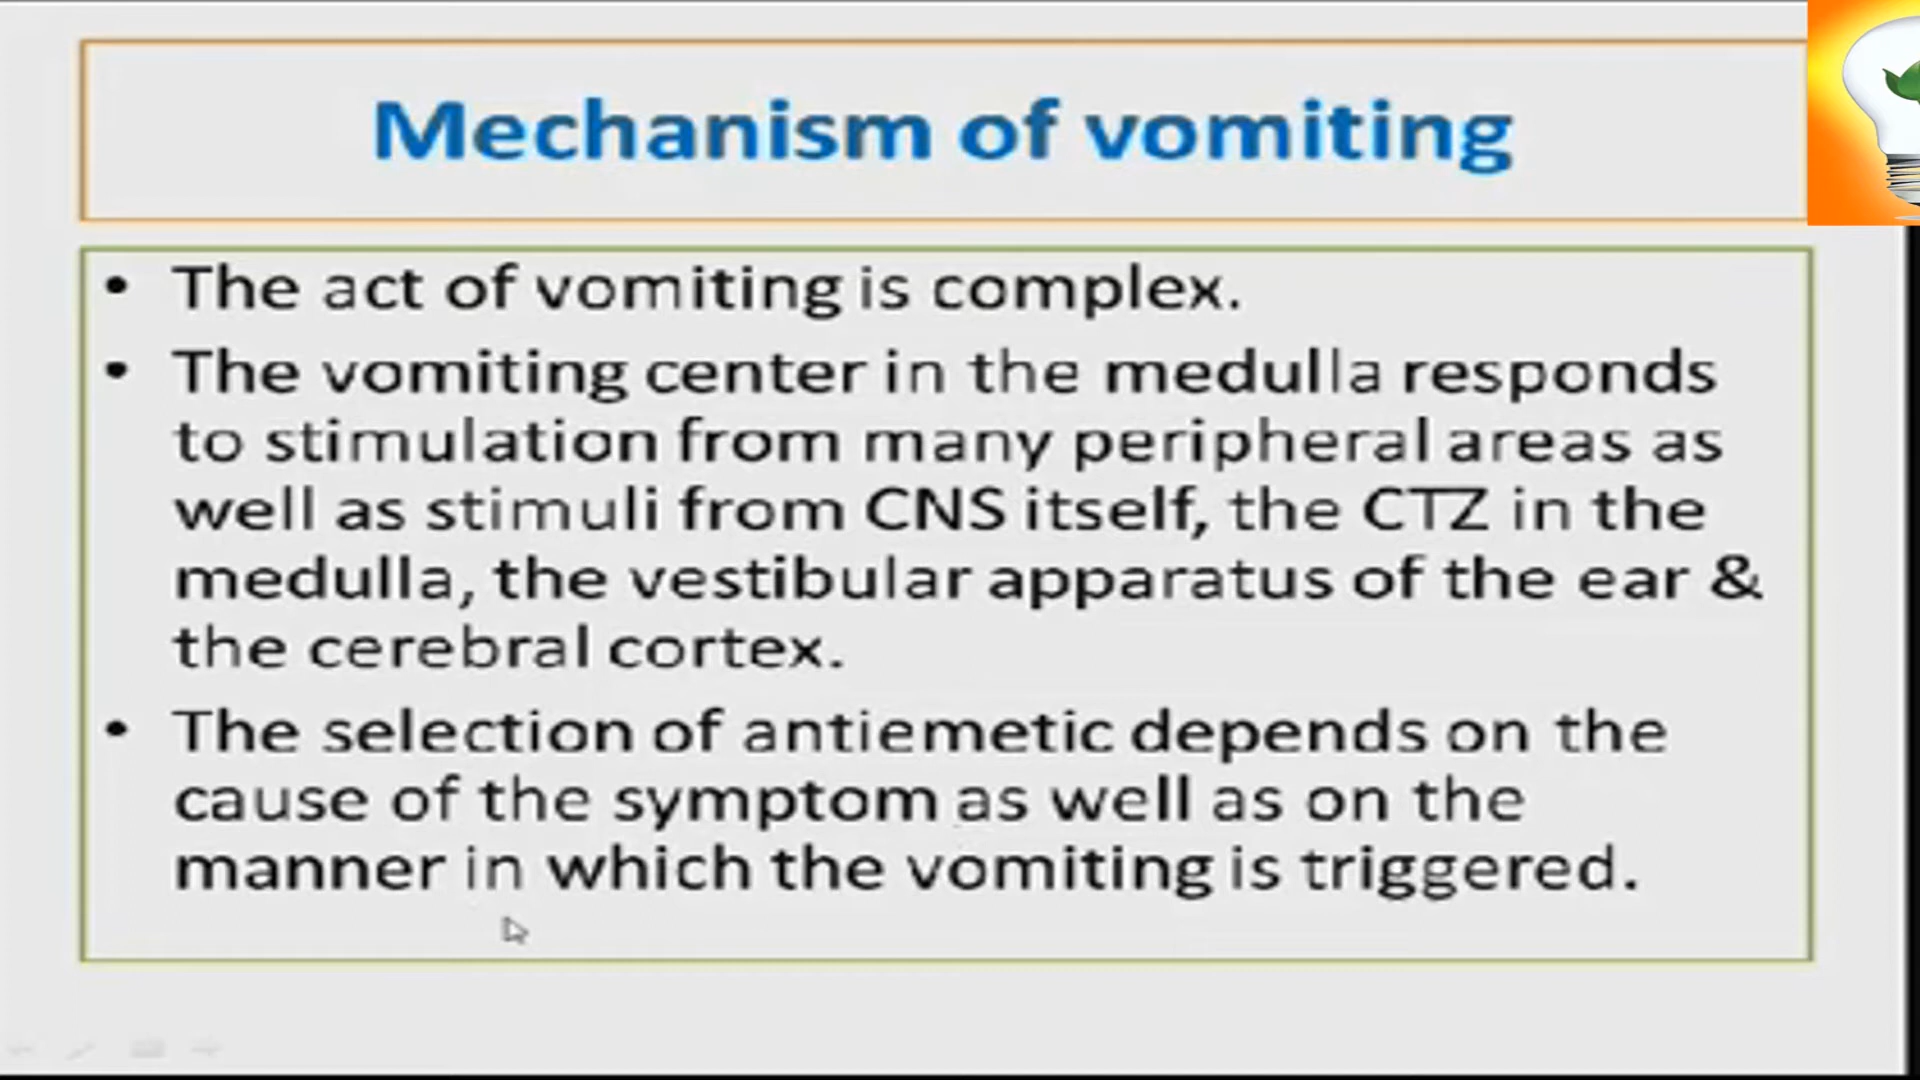 Mechanism of vomiting
• The act of vomiting is complex.
• The vomiting center in the medulla responds
to stimulation from many peripheral areas as
well as stimuli from CNS itself, the CTZ in the
medulla, the vestibular apparatus of the ear &
the cerebral cortex.
• The selection of antiemetic depends on the
cause of the symptom as well as on the
manner in which the vomiting is triggered.